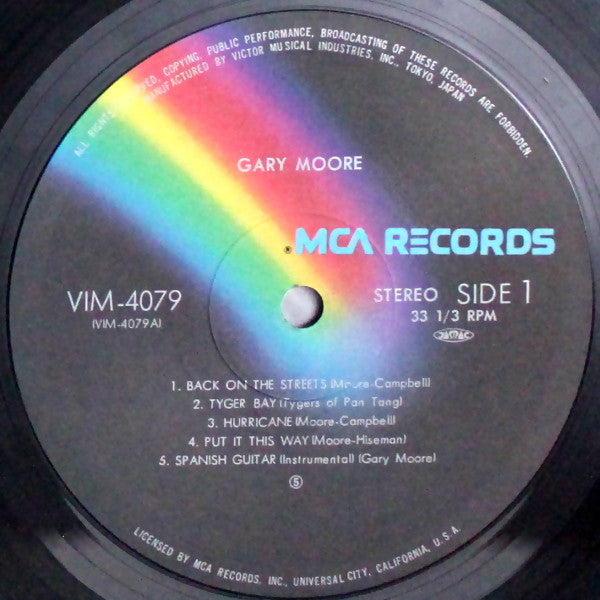 ALL RIGHTS RESERVED. COPYING, PUBLIC PERFORMANCE, BROADCASTING OF THESE RECORDS ARE FORBIDDEN.
MANUFACTURED BY VICTOR MUSICAL INDUSTRIES, INC., TOKYO, JAPAN
GARY MOORE
MCA RECORDS
VIM-4079
(VIM-4079A)
STEREO SIDE 1
33 1/3 RPM
JASRAC
1. BACK ON THE STREETS (Moore-Campbell)
2. TYGER BAY (Tygers of Pan Tang)
3. HURRICANE (Moore-Campbell)
4. PUT IT THIS WAY (Moore-Hiseman)
5. SPANISH GUITAR (Instrumental) (Gary Moore)
⑤
LICENSED BY MCA RECORDS, INC., UNIVERSAL CITY, CALIFORNIA, U.S.A.